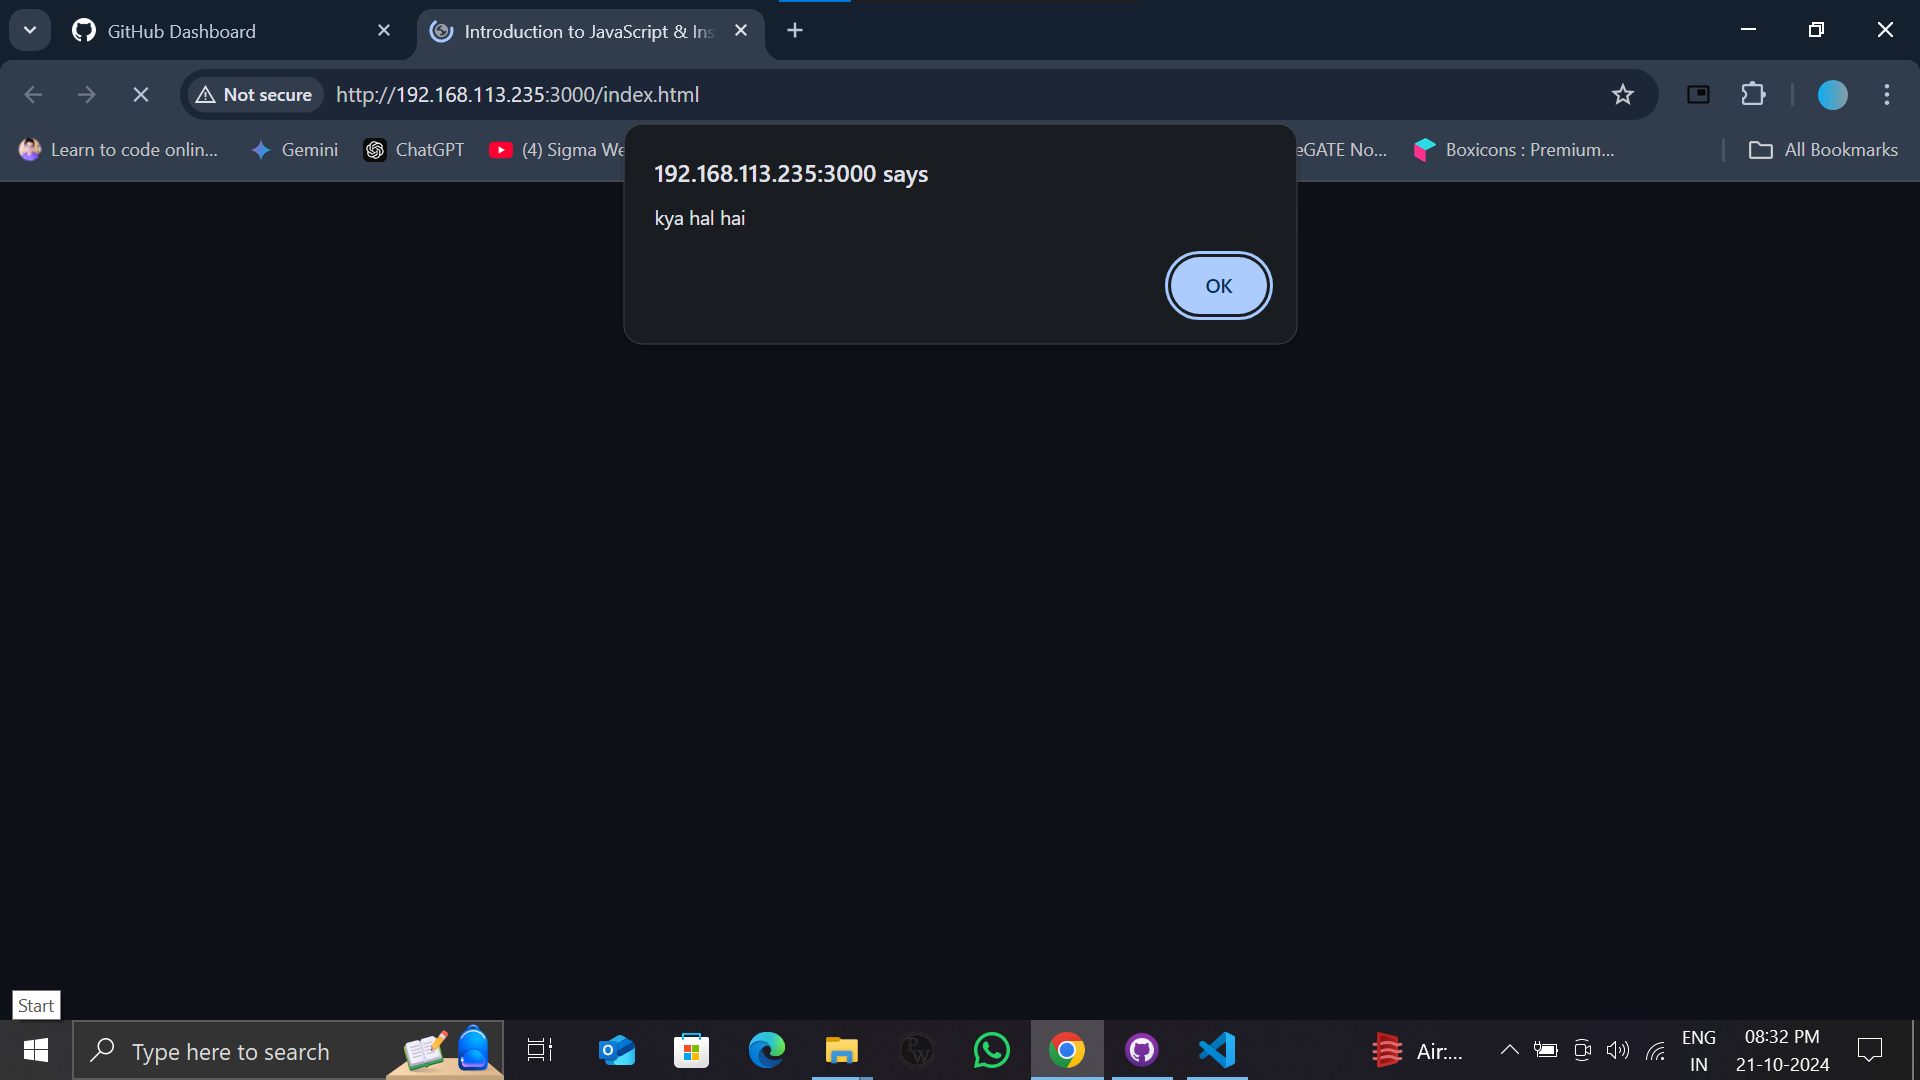 GitHub Dashboard
Introduction to JavaScript & Ins
Not secure
http://192.168.113.235:3000/index.html
Learn to code onlin...
Gemini
ChatGPT
(4) Sigma We
eGATE No...
Boxicons : Premium...
All Bookmarks
192.168.113.235:3000 says
kya hal hai
OK
Start
Type here to search
Air:...
ENG
IN
08:32 PM
21-10-2024